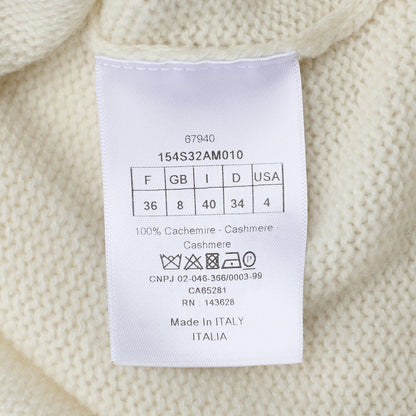 67940
154S32AM010
F GB I D USA
36 8 40 34 4
100% Cachemire - Cashmere -
Cashmere
CNPJ 02-046-366/0003-99
CA65281
RN : 143628
Made In ITALY
ITALIA